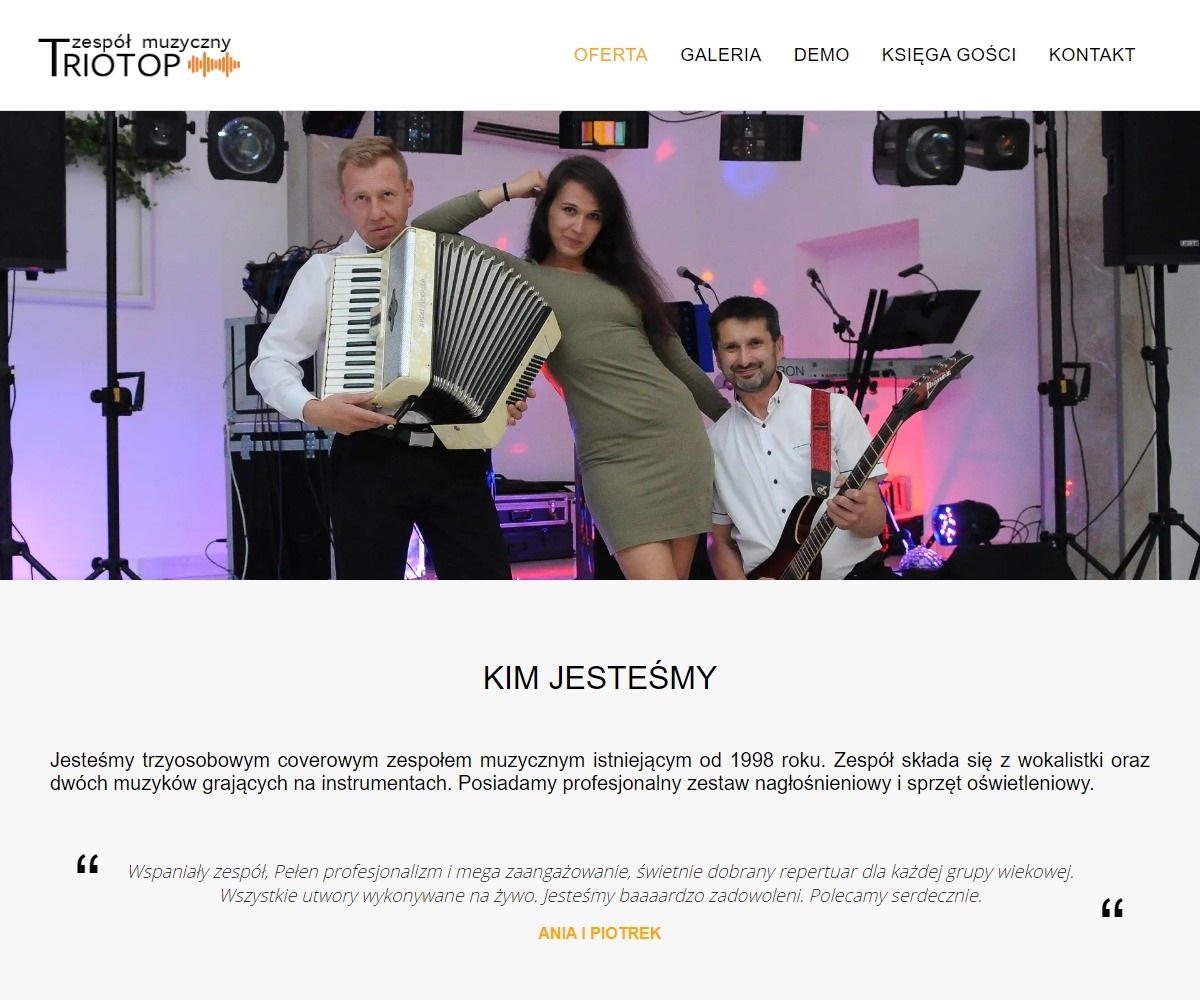 zespół muzyczny
TRIOTOP
OFERTA GALERIA DEMO KSIĘGA GOŚCI KONTAKT
Ibanez
KIM JESTEŚMY
Jesteśmy trzyosobowym coverowym zespołem muzycznym istniejącym od 1998 roku. Zespół składa się z wokalistki oraz
dwóch muzyków grających na instrumentach. Posiadamy profesjonalny zestaw nagłośnieniowy i sprzęt oświetleniowy.
“ Wspaniały zespół, Pełen profesjonalizm i mega zaangażowanie, świetnie dobrany repertuar dla każdej grupy wiekowej.
Wszystkie utwory wykonywane na żywo. Jesteśmy baaaardzo zadowoleni. Polecamy serdecznie. “
ANIA I PIOTREK